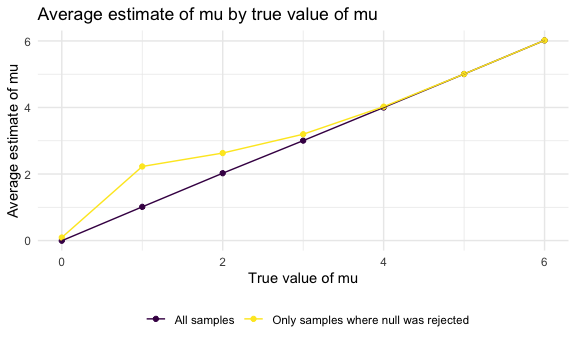 Average estimate of mu by true value of mu
Average estimate of mu
6
4
2
0
0
2
4
6
True value of mu
All samples
Only samples where null was rejected